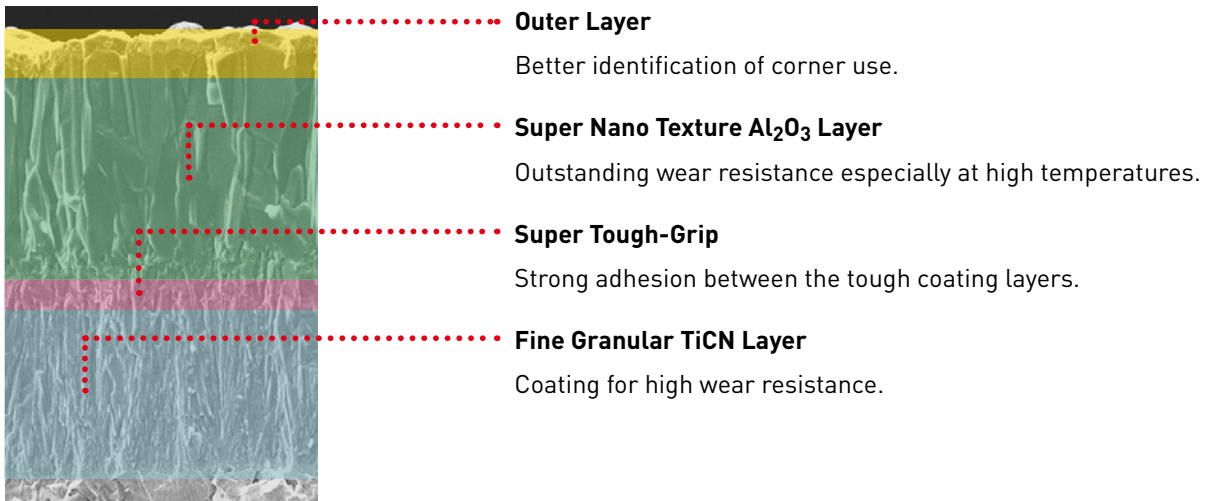 Outer Layer
Better identification of corner use.
Super Nano Texture Al₂O₃ Layer
Outstanding wear resistance especially at high temperatures.
Super Tough-Grip
Strong adhesion between the tough coating layers.
Fine Granular TiCN Layer
Coating for high wear resistance.